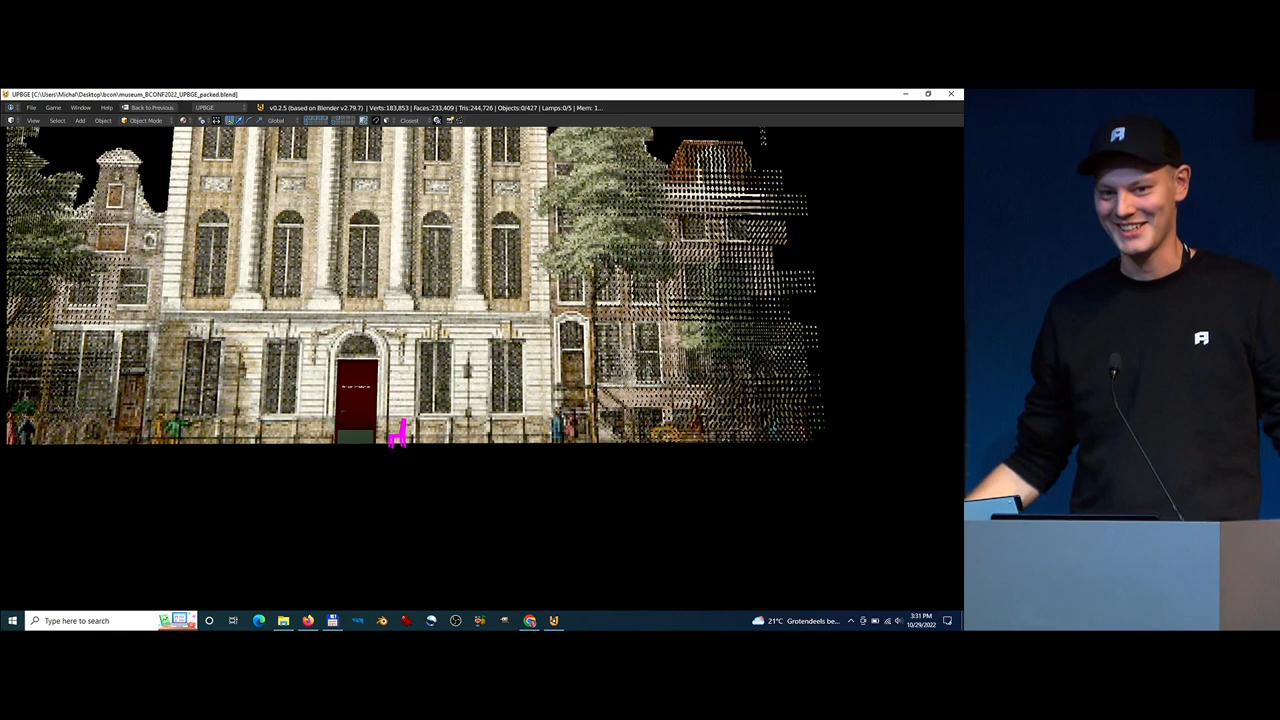 UPBGE [C:\Users\Michal\Desktop\bcon\museum_BCONF2022_UPBGE_packed.blend]
File Game Window Help Back to Previous UPBGE v0.2.5 (based on Blender v2.79.7) | Verts:183,853 | Faces:233,409 | Tris:244,726 | Objects:0/427 | Lamps:0/5 | Mem: 1...
View Select Add Object Object Mode Global Closest
Type here to search
21°C Grotendeels be...
3:31 PM
10/29/2022